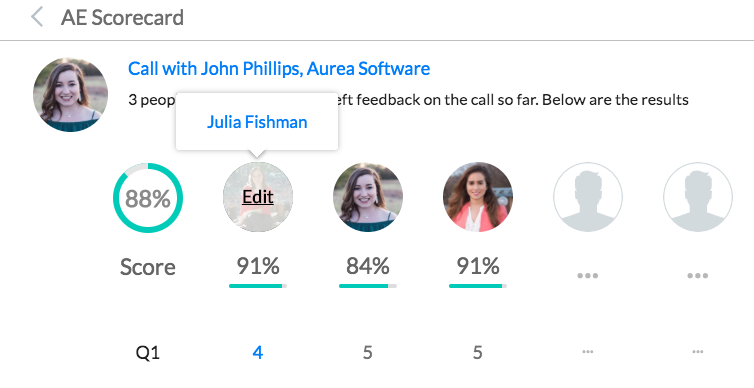 AE Scorecard
Call with John Phillips, Aurea Software
3 peop
eft feedback on the call so far. Below are the results
Julia Fishman
88%
Edit
Score
91%
84%
91%
•••
•••
Q1
4
5
5
•••
•••